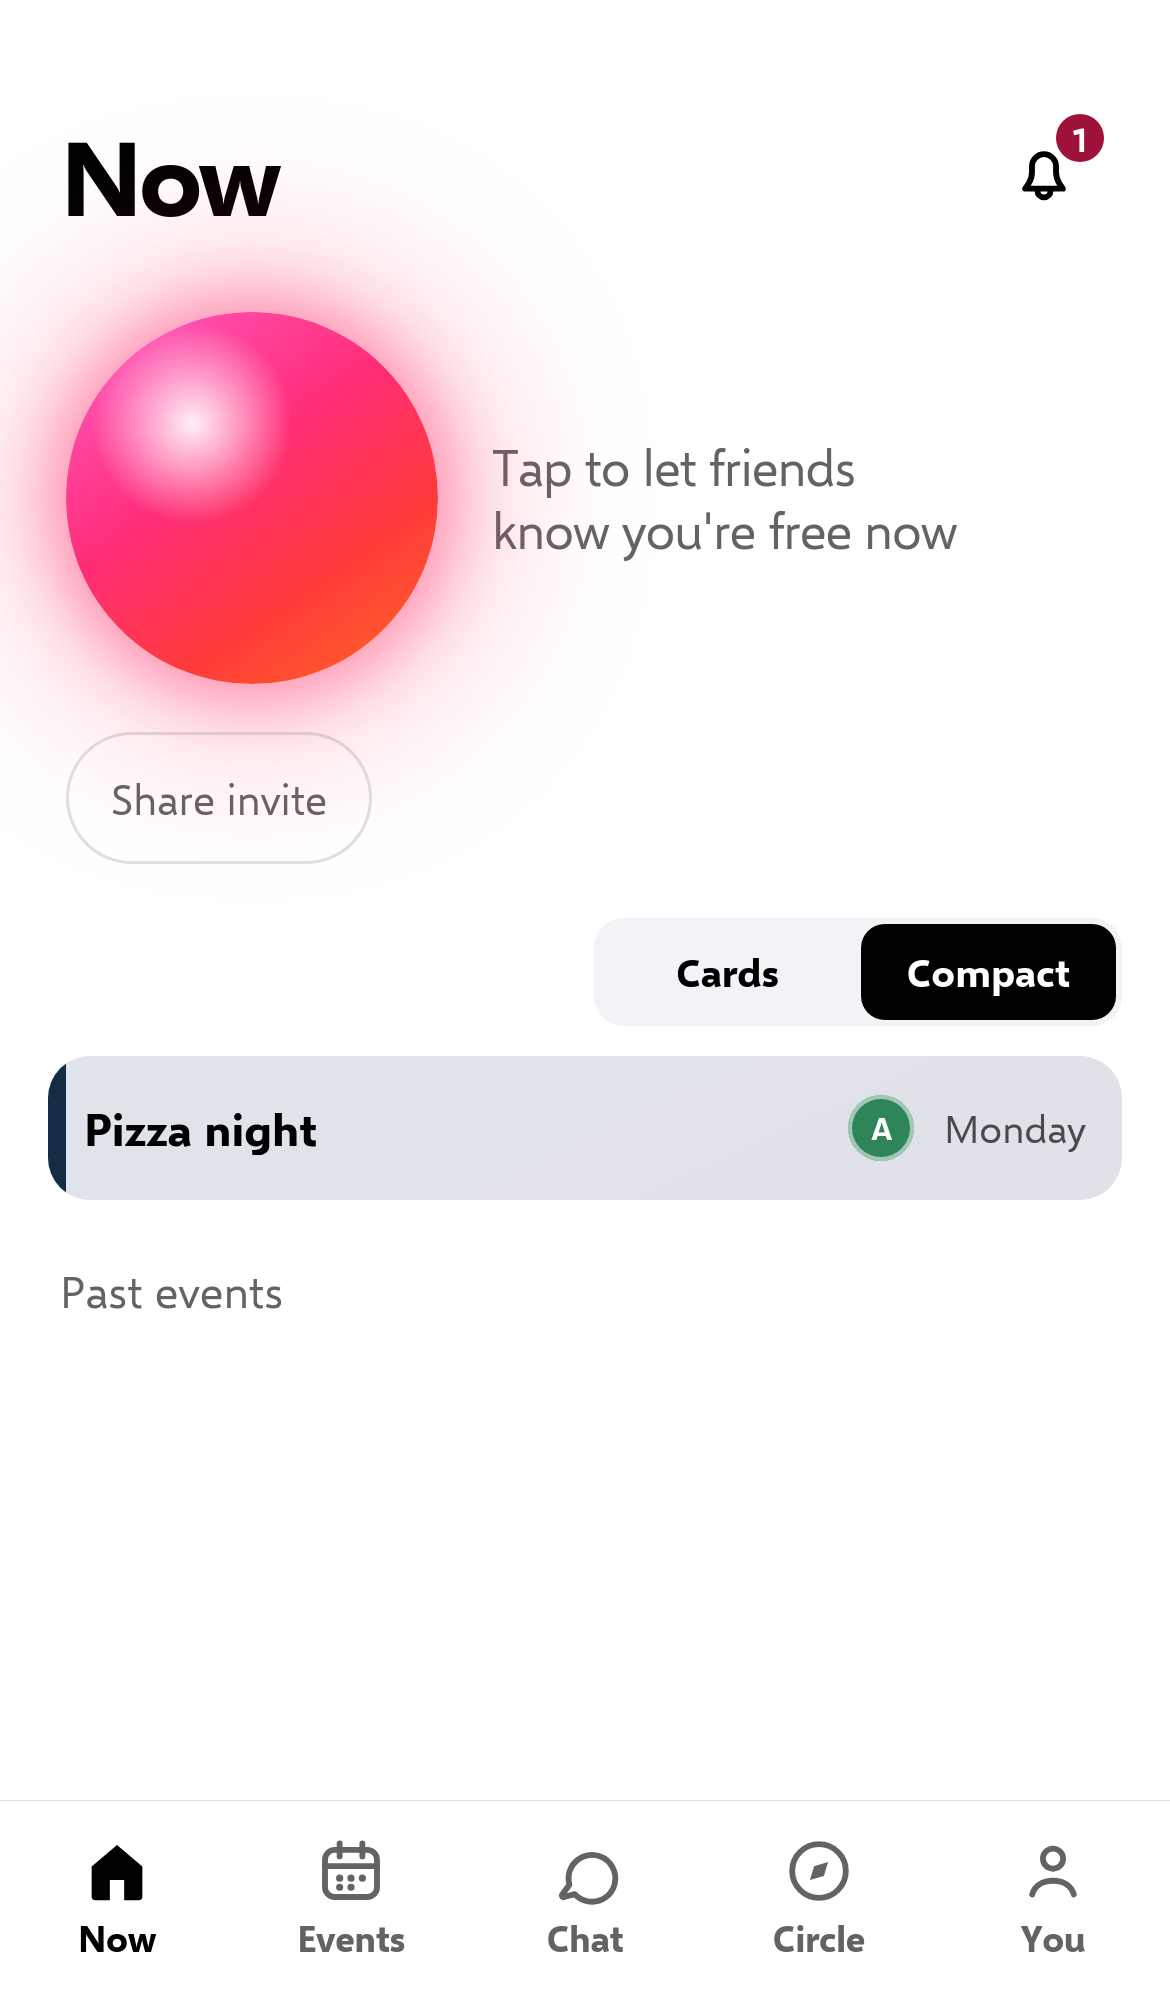 Now
1
Tap to let friends
know you're free now
Share invite
Cards Compact
Pizza night A Monday
Past events
Now Events Chat Circle You